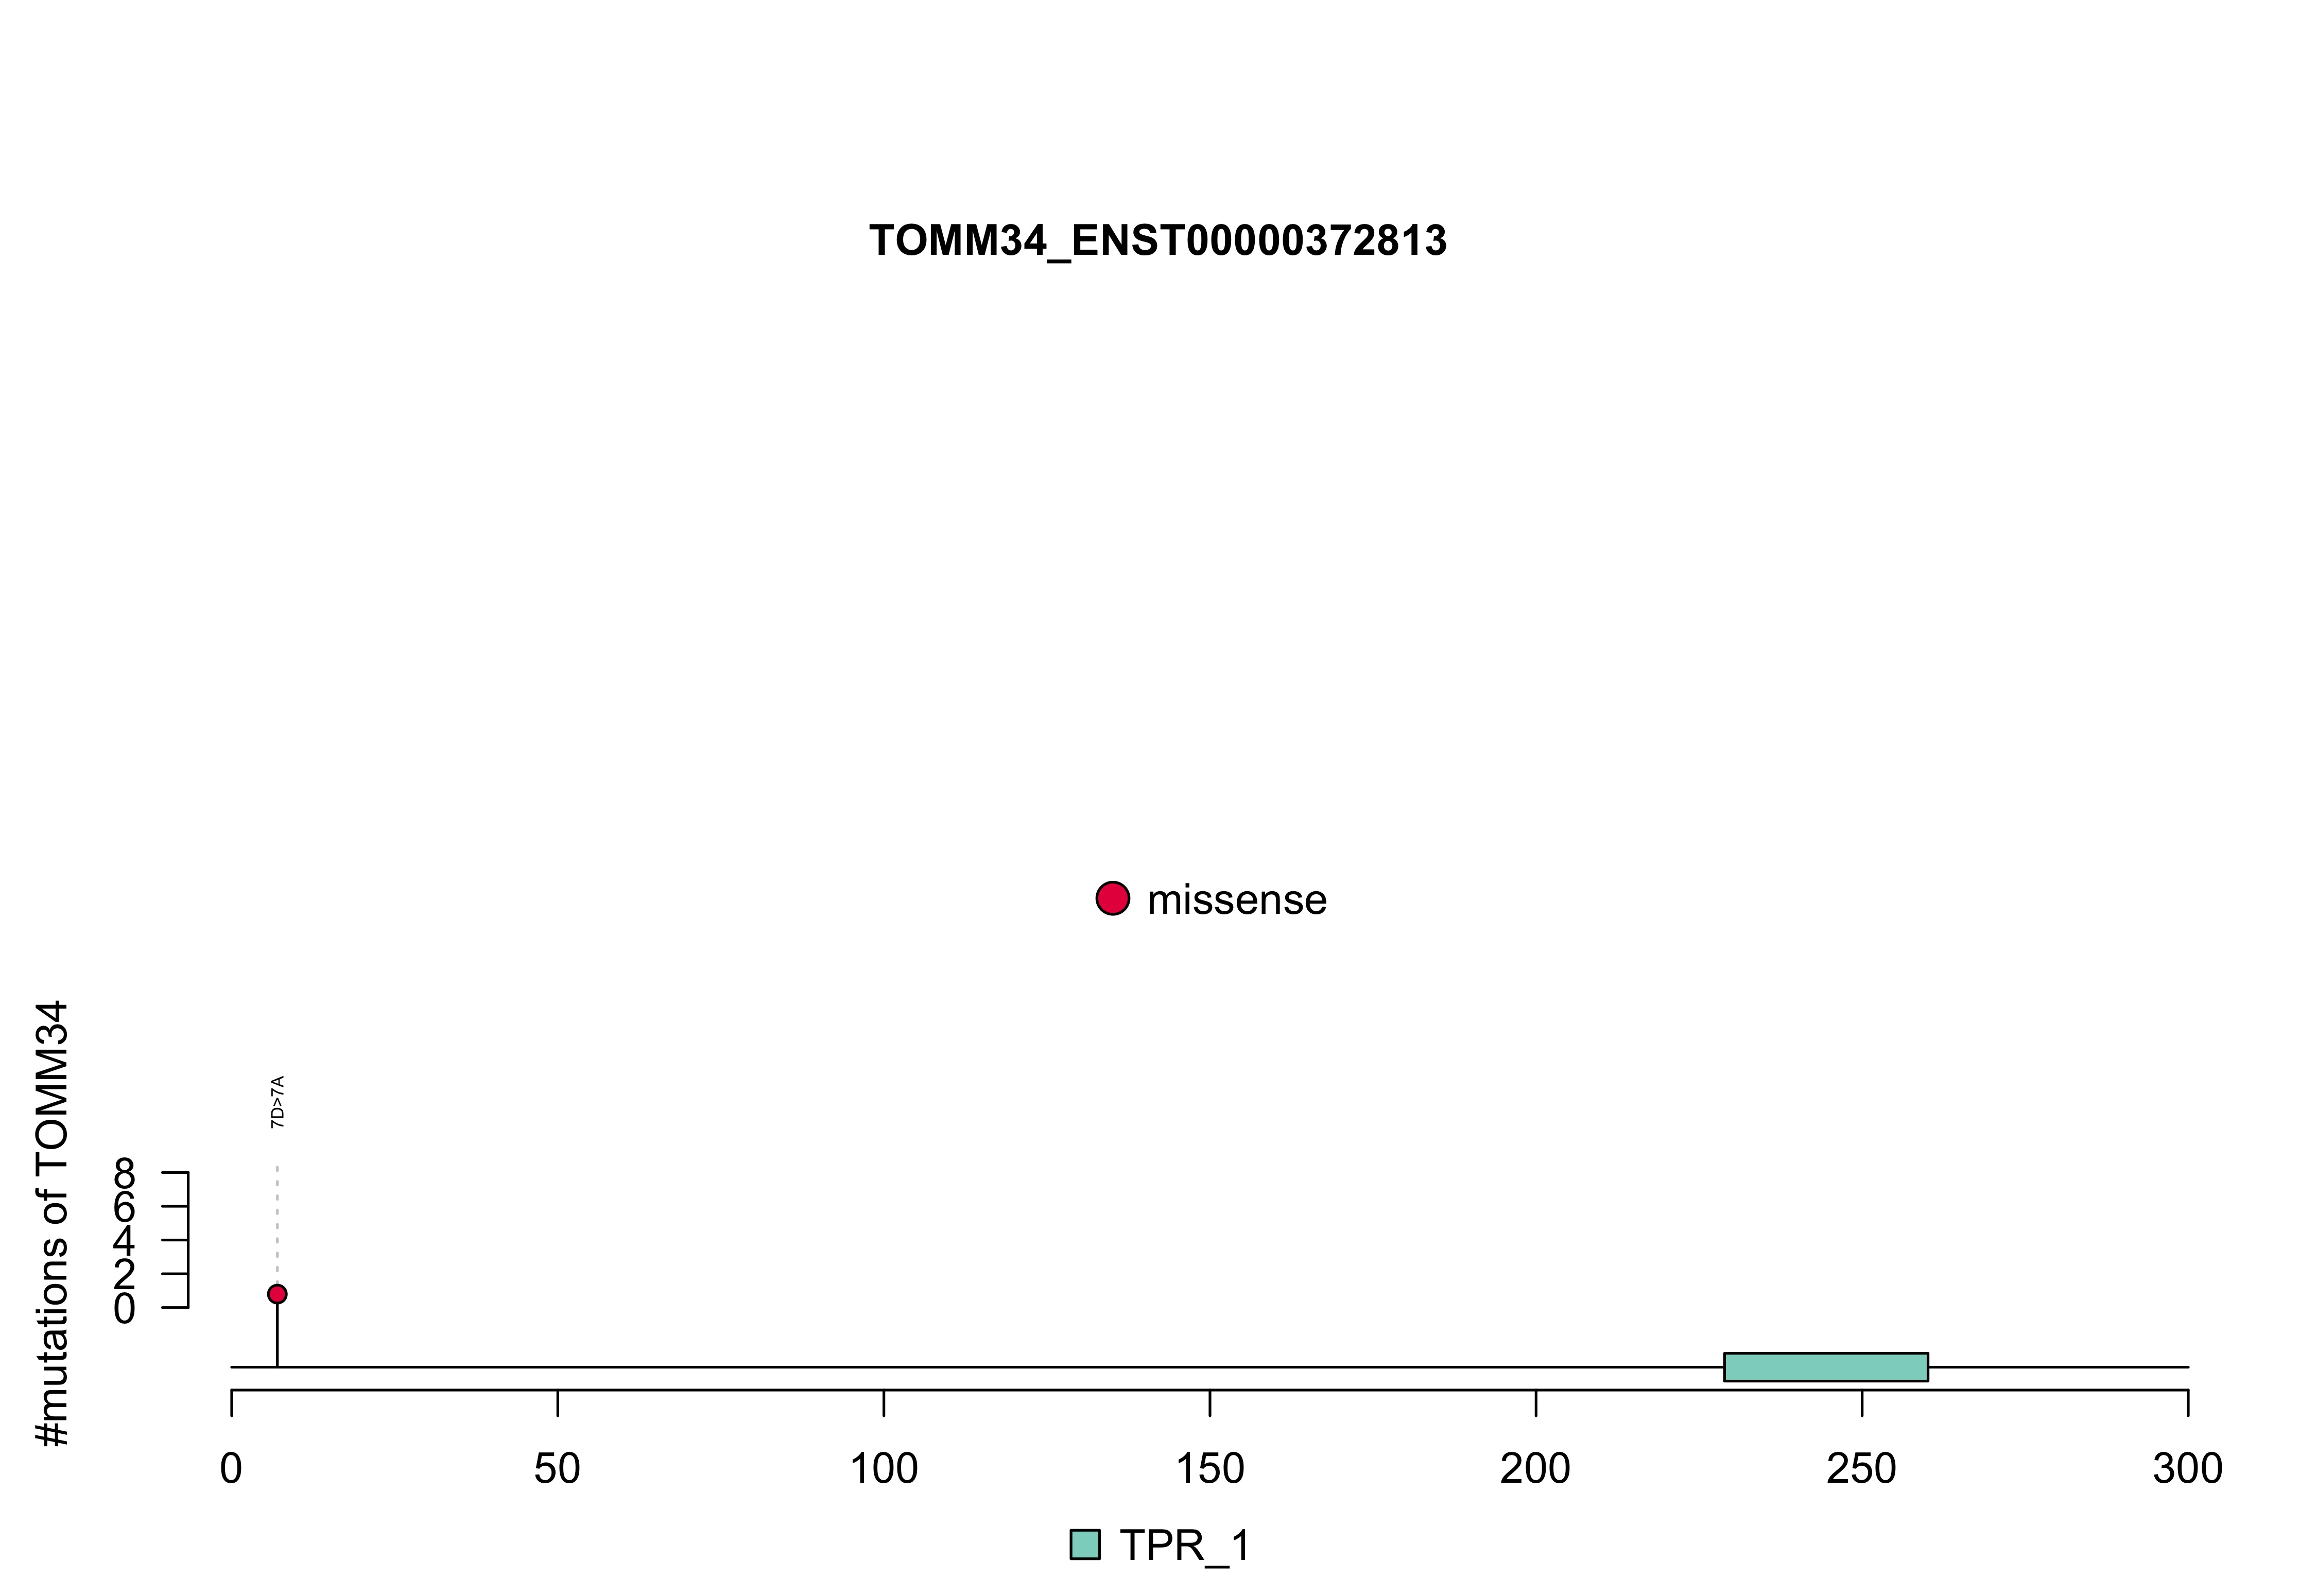 TOMM34_ENST00000372813
missense
#mutations of TOMM34
7D>7A
8
6
4
2
0
0 50 100 150 200 250 300
TPR_1